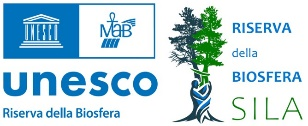 MAB
unesco
Riserva della Biosfera
RISERVA
della
BIOSFERA
SILA